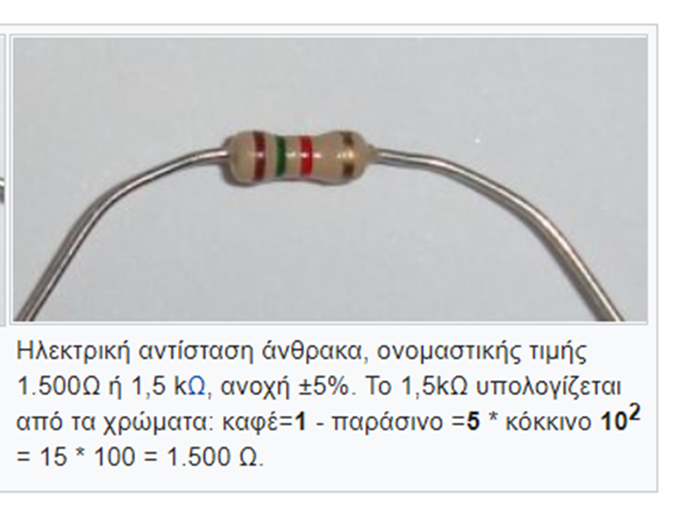 Ηλεκτρική αντίσταση άνθρακα, ονομαστικής τιμής
1.500Ω ή 1,5 kΩ, ανοχή ±5%. Το 1,5kΩ υπολογίζεται
από τα χρώματα: καφέ=1 - παράσινο =5 * κόκκινο 10²
= 15 * 100 = 1.500 Ω.